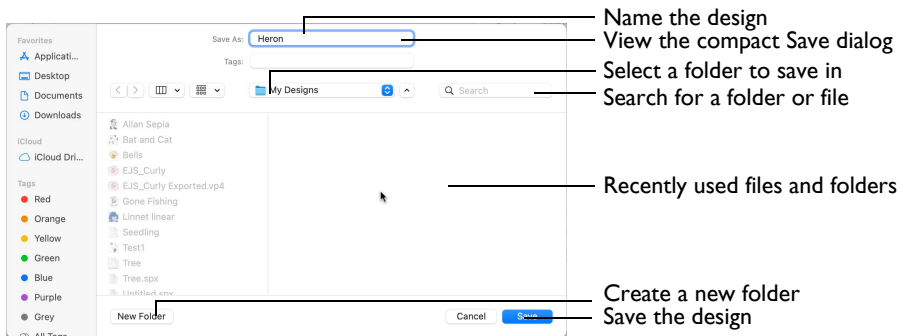 Name the design
Save As: Heron
View the compact Save dialog
Tags:
Select a folder to save in
My Designs
Search
Search for a folder or file
Favorites
Applicati...
Desktop
Documents
Downloads
iCloud
iCloud Dri...
Tags
Red
Orange
Yellow
Green
Blue
Purple
Grey
All Tags
Allan Sepia
Bat and Cat
Bells
EJS_Curly
EJS_Curly Exported.vp4
Gone Fishing
Linnet linear
Seedling
Test1
Tree
Tree.spx
Untitled.spx
Recently used files and folders
Create a new folder
New Folder
Cancel
Save
Save the design